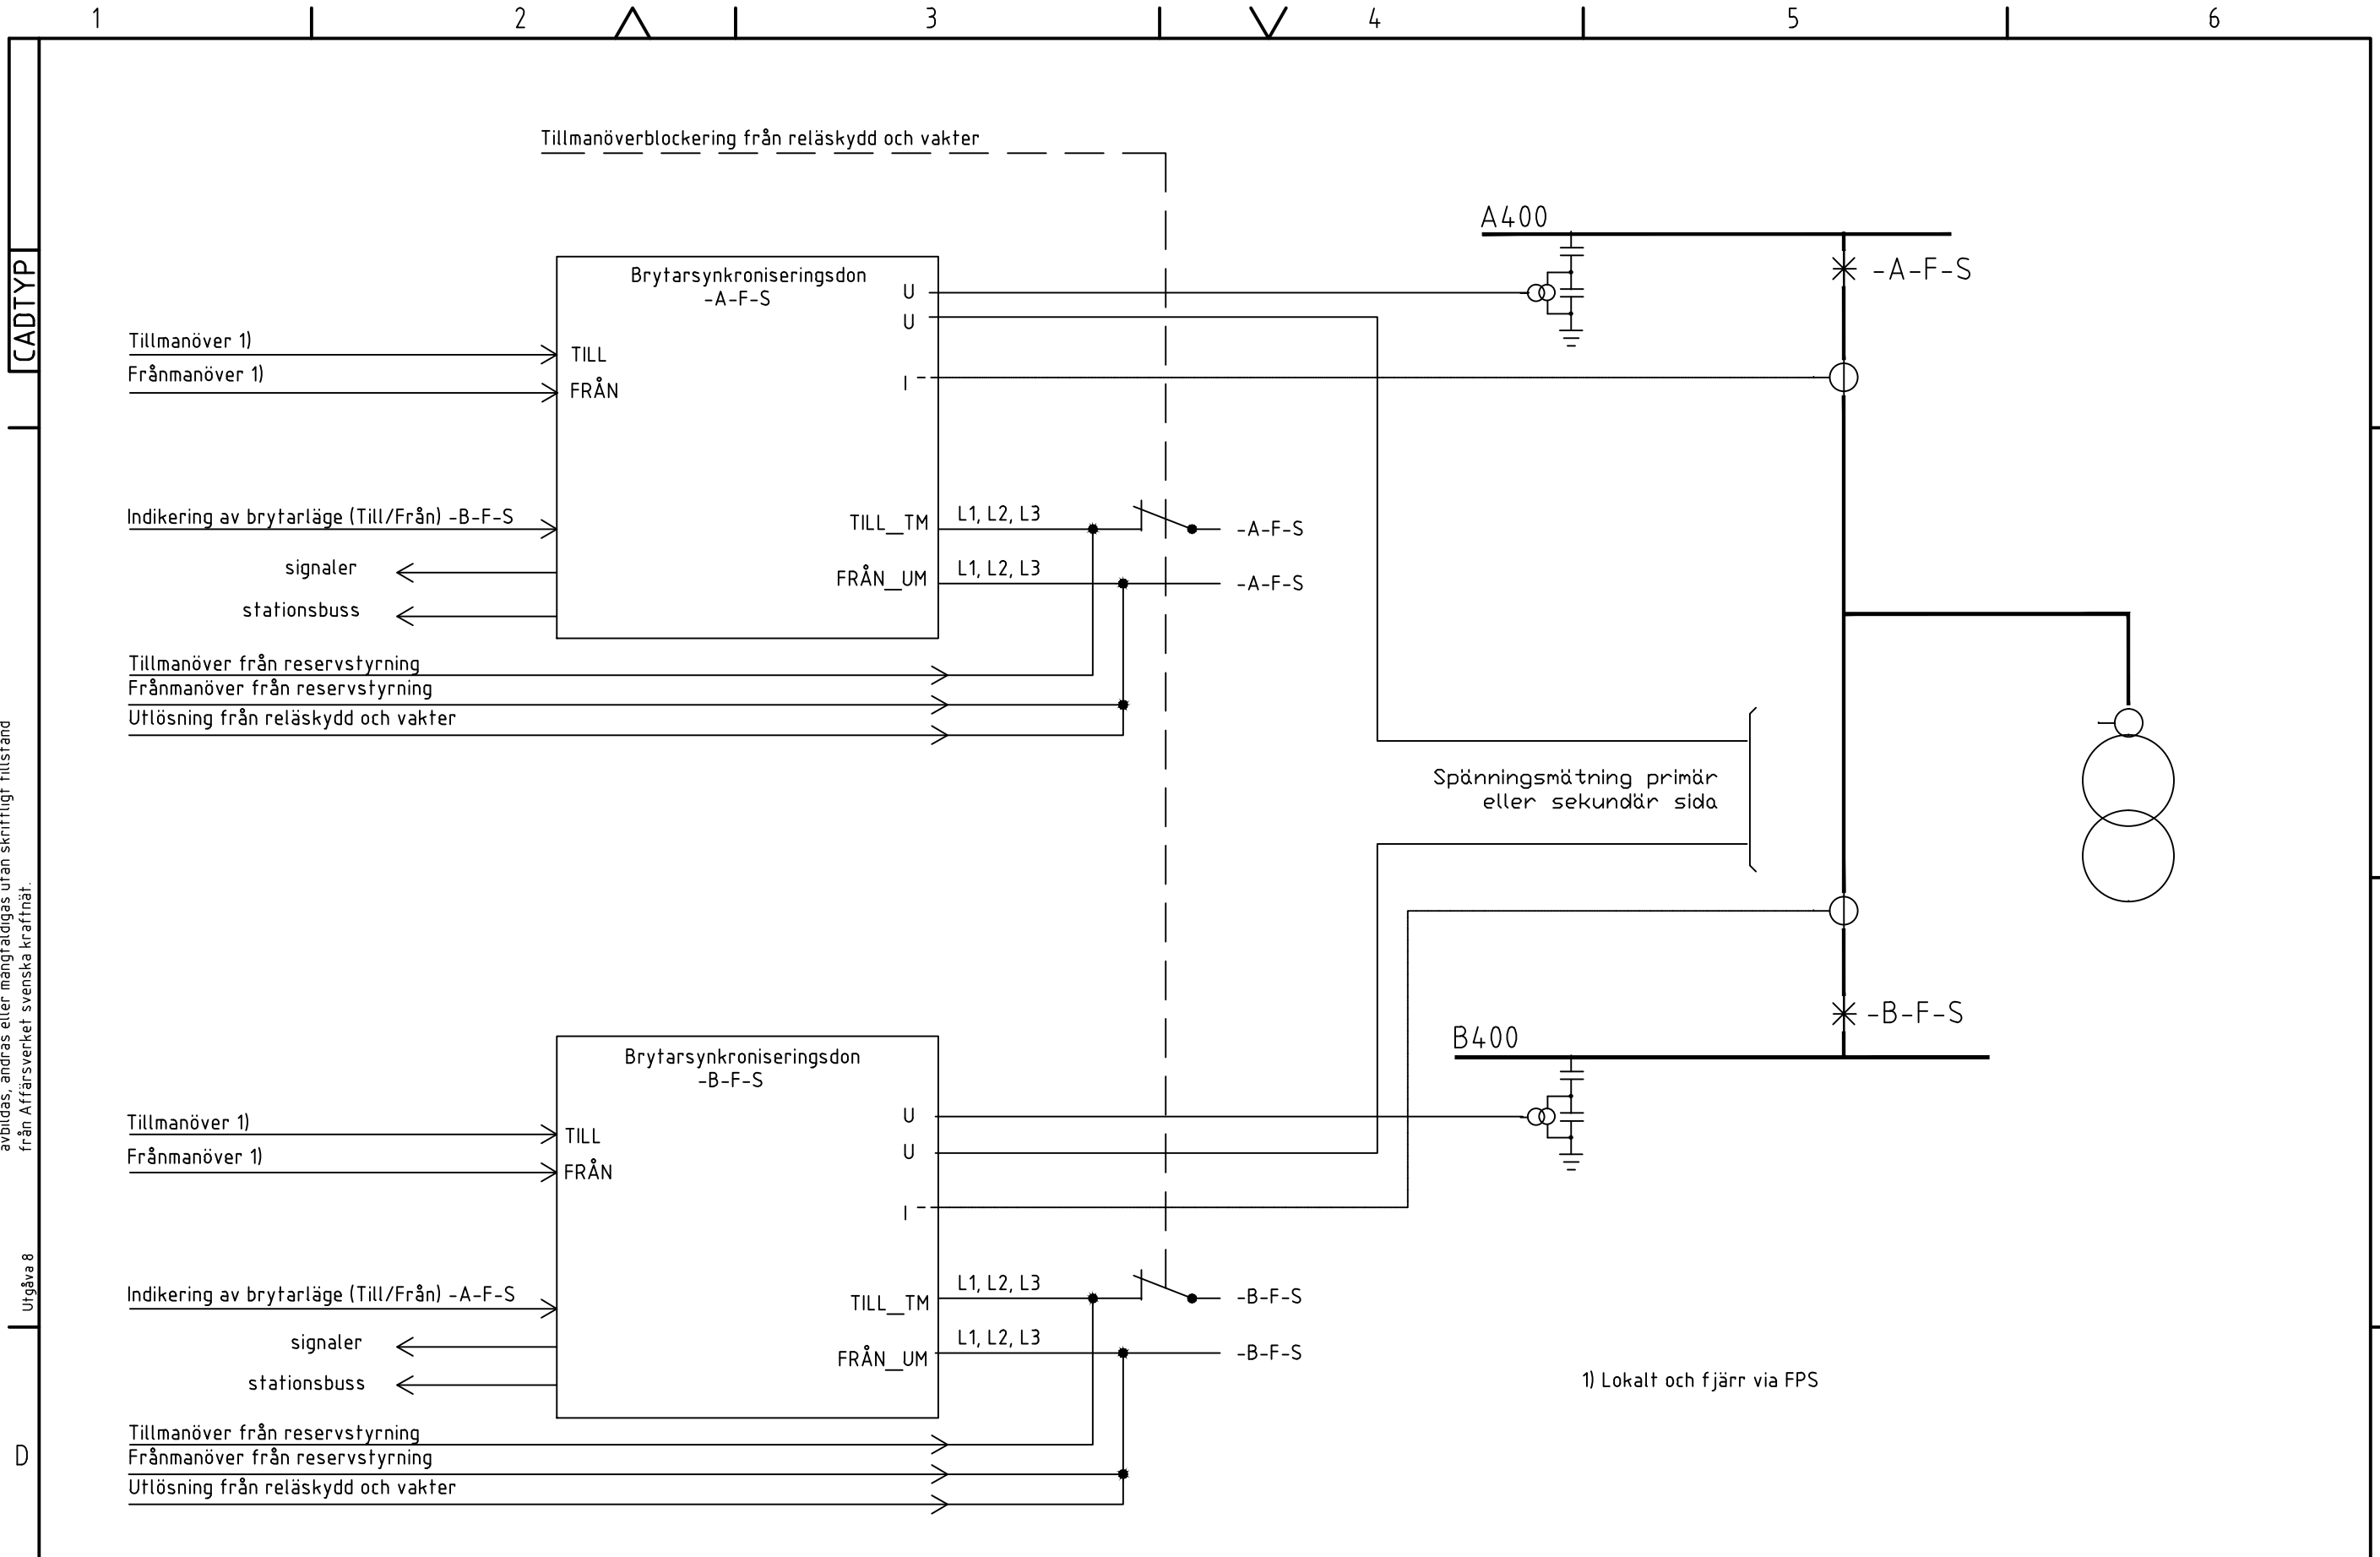 1 2 3 4 5 6
CADTYP
Tillmanöverblockering från reläskydd och vakter
A400
-A-F-S
Brytarsynkroniseringsdon
-A-F-S
U
U
I
Tillmanöver 1)
Frånmanöver 1)
TILL
FRÅN
Indikering av brytarläge (Till/Från) -B-F-S
signaler
stationsbuss
TILL_TM
FRÅN_UM
L1, L2, L3
L1, L2, L3
-A-F-S
-A-F-S
Tillmanöver från reservstyrning
Frånmanöver från reservstyrning
Utlösning från reläskydd och vakter
Spänningsmätning primär
eller sekundär sida
avbildas, ändras eller mångfaldigas utan skriftligt tillstånd
från Affärsverket svenska kraftnät.
B400
-B-F-S
Brytarsynkroniseringsdon
-B-F-S
U
U
I
Tillmanöver 1)
Frånmanöver 1)
TILL
FRÅN
Utgåva 8
Indikering av brytarläge (Till/Från) -A-F-S
signaler
stationsbuss
TILL_TM
FRÅN_UM
L1, L2, L3
L1, L2, L3
-B-F-S
-B-F-S
1) Lokalt och fjärr via FPS
Tillmanöver från reservstyrning
Frånmanöver från reservstyrning
Utlösning från reläskydd och vakter
D